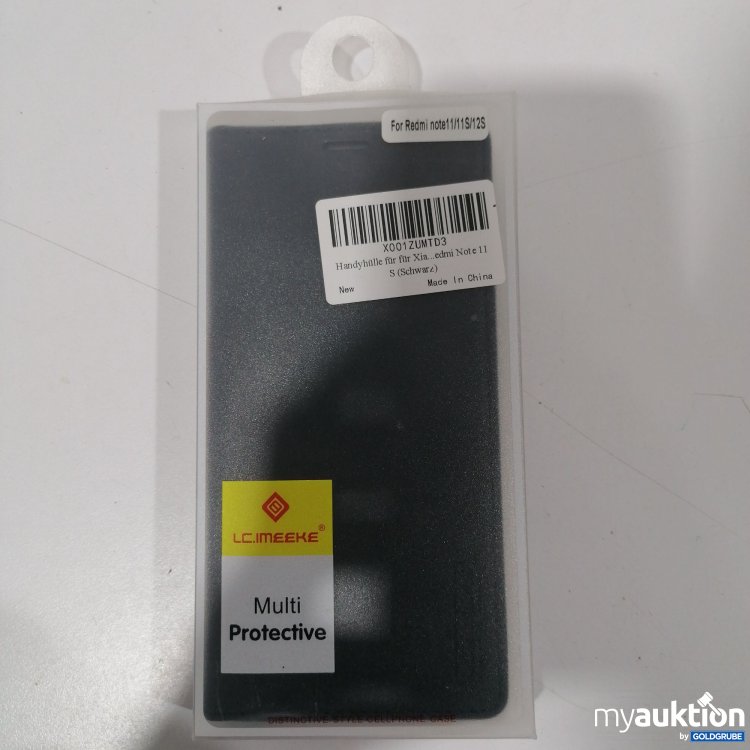 For Redmi note11/11S/12S
X001ZUMTD3
Handyhülle für für Xia...edmi Note 11
S (Schwarz)
New Made In China
LC.IMEEKE®
Multi
Protective
DISTINCTIVE STYLE CELLPHONE CASE
myauktion
by GOLDGRUBE